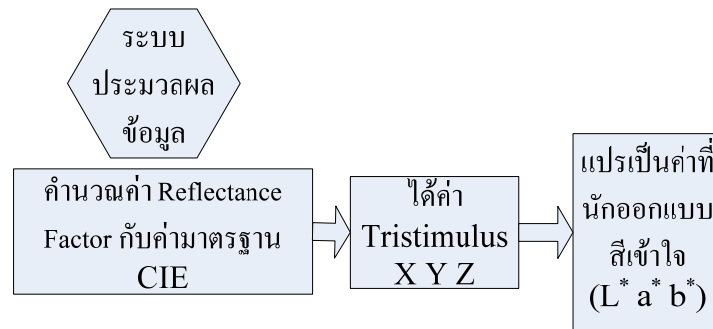 ระบบ
ประมวลผล
ข้อมูล
คำนวณค่า Reflectance
Factor กับค่ามาตรฐาน
CIE
ได้ค่า
Tristimulus
X Y Z
แปรเป็นค่าที่
นักออกแบบ
สีเข้าใจ
(L* a* b*)